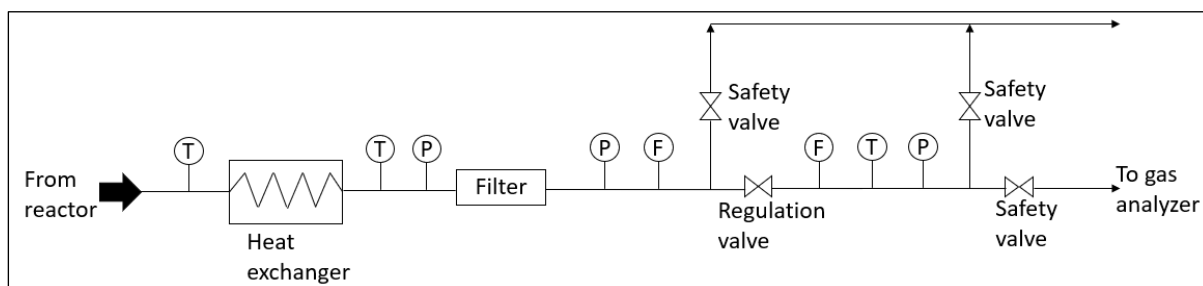 Safety
valve
Safety
valve
T
T
P
P
F
F
T
P
From
reactor
Filter
To gas
analyzer
Heat
exchanger
Regulation
valve
Safety
valve